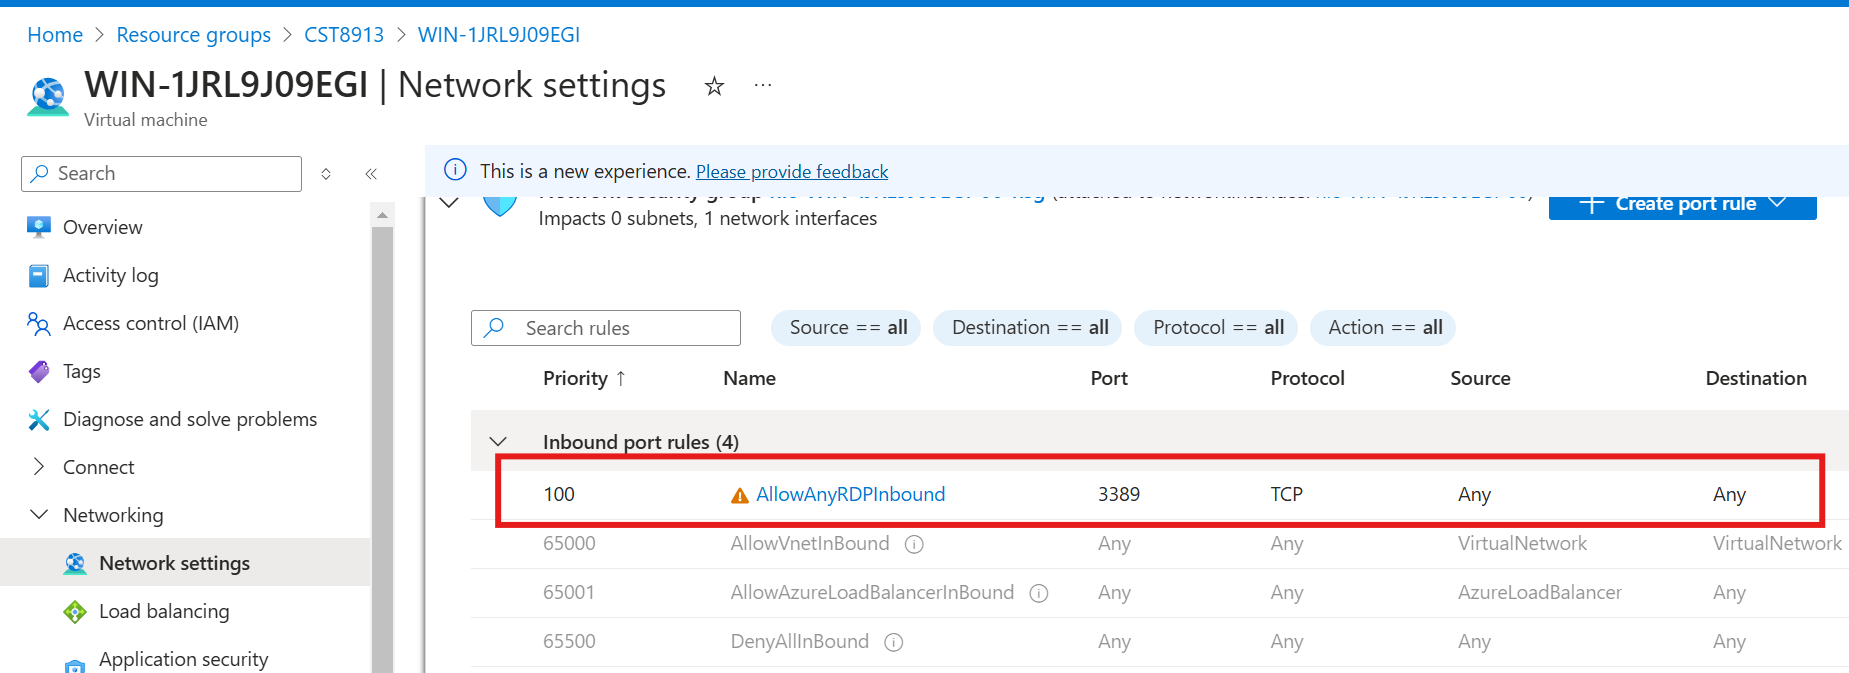 Home > Resource groups > CST8913 > WIN-1JRL9J09EGI
WIN-1JRL9J09EGI | Network settings
Virtual machine
Search
This is a new experience. Please provide feedback
Overview
Activity log
Access control (IAM)
Tags
Diagnose and solve problems
Connect
Networking
Network settings
Load balancing
Application security
Create port rule
Impacts 0 subnets, 1 network interfaces
Search rules
Source == all
Destination == all
Protocol == all
Action == all
Priority ↑ Name Port Protocol Source Destination
Inbound port rules (4)
100 AllowAnyRDPInbound 3389 TCP Any Any
65000 AllowVnetInBound Any Any VirtualNetwork VirtualNetwork
65001 AllowAzureLoadBalancerInBound Any Any AzureLoadBalancer Any
65500 DenyAllInBound Any Any Any Any